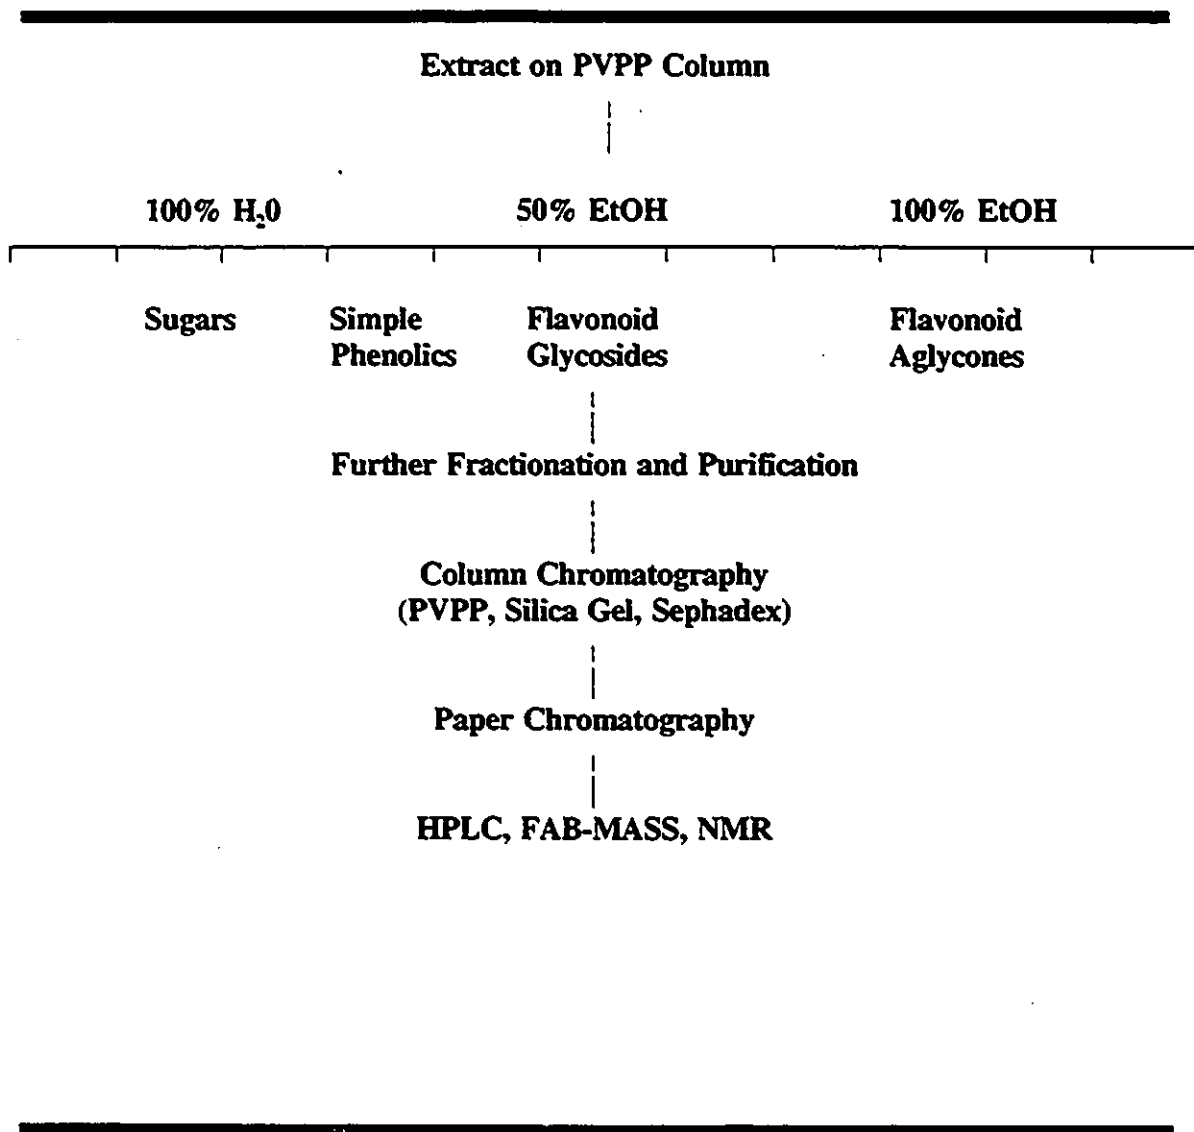 Extract on PVPP Column
100% H₂0 50% EtOH 100% EtOH
Sugars Simple Phenolics Flavonoid Glycosides Flavonoid Aglycones
Further Fractionation and Purification
Column Chromatography
(PVPP, Silica Gel, Sephadex)
Paper Chromatography
HPLC, FAB-MASS, NMR